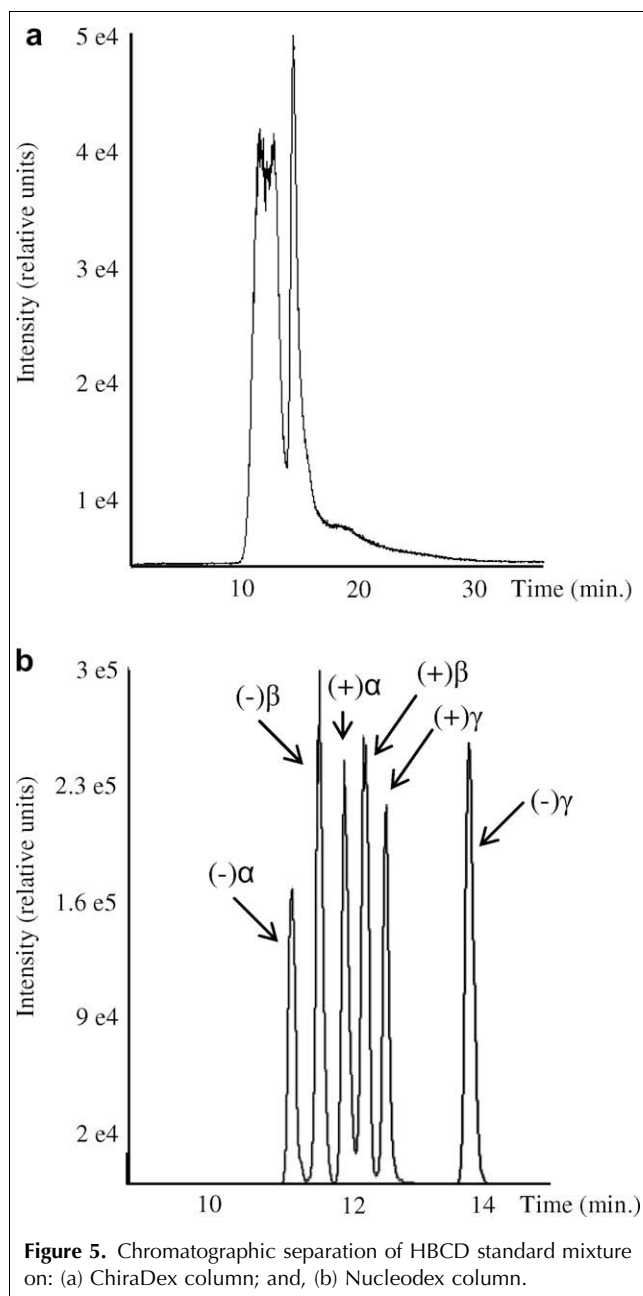 a
5 e4
4 e4
3 e4
2 e4
1 e4
Intensity (relative units)
10 20 30 Time (min.)
b
3 e5
2.3 e5
1.6 e5
9 e4
2 e4
Intensity (relative units)
(-)α
(-)β
(+)α
(+)β
(+)γ
(-)γ
10 12 14 Time (min.)
Figure 5. Chromatographic separation of HBCD standard mixture
on: (a) ChiraDex column; and, (b) Nucleodex column.